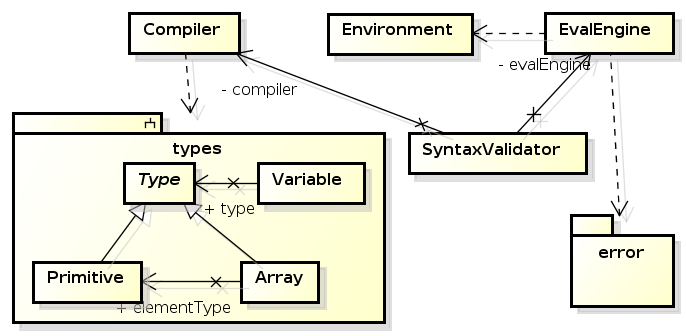 Compiler
Environment
EvalEngine
- evalEngine
- compiler
SyntaxValidator
types
Type
Variable
+ type
error
Primitive
Array
+ elementType